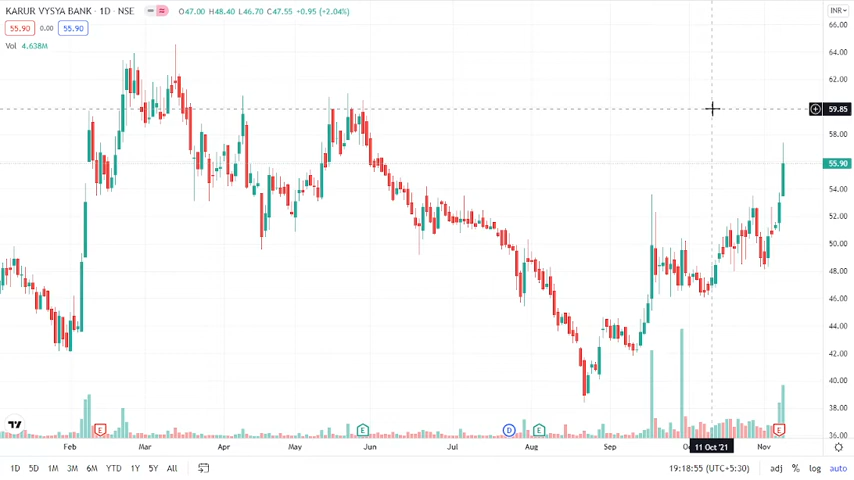 KARUR VYSYA BANK · 1D · NSE O47.00 H48.40 L46.70 C47.55 +0.95 (+2.04%) INR
55.90 0.00 55.90
Vol 4.638M
66.00
64.00
62.00
60.00
59.85
58.00
55.90
54.00
52.00
50.00
48.00
46.00
44.00
42.00
40.00
38.00
36.00
E E D E E
Feb Mar Apr May Jun Jul Aug Sep 11 Oct '21 Nov
1D 5D 1M 3M 6M YTD 1Y 5Y All 19:18:55 (UTC+5:30) adj % log auto